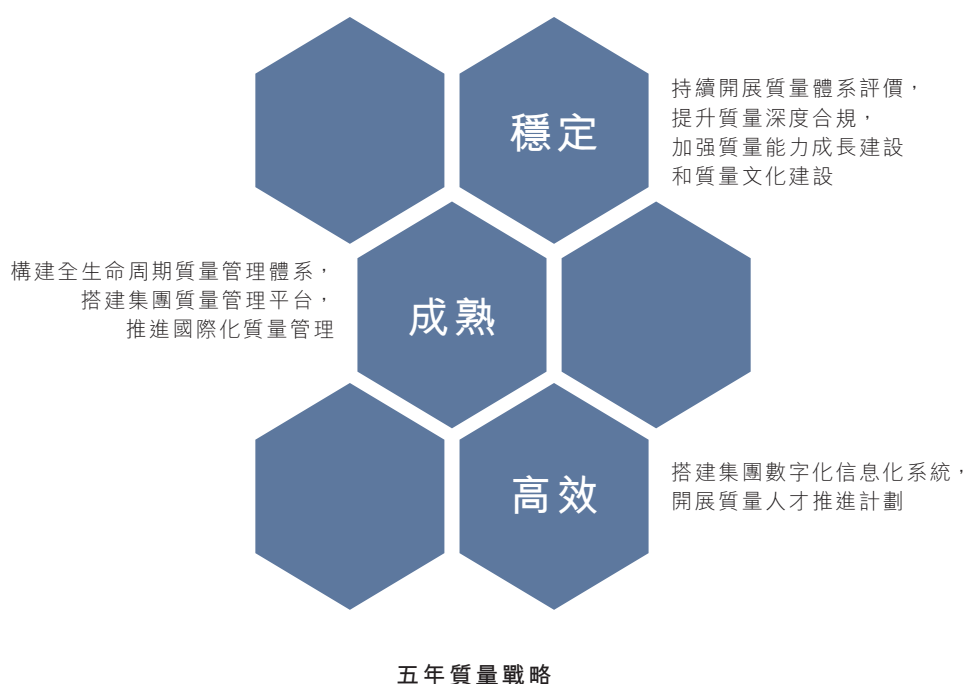 穩定
持續開展質量體系評價，
提升質量深度合規，
加强質量能力成長建設
和質量文化建設
構建全生命周期質量管理體系，
搭建集團質量管理平台，
推進國際化質量管理
成熟
高效
搭建集團數字化信息化系統，
開展質量人才推進計劃
五年質量戰略